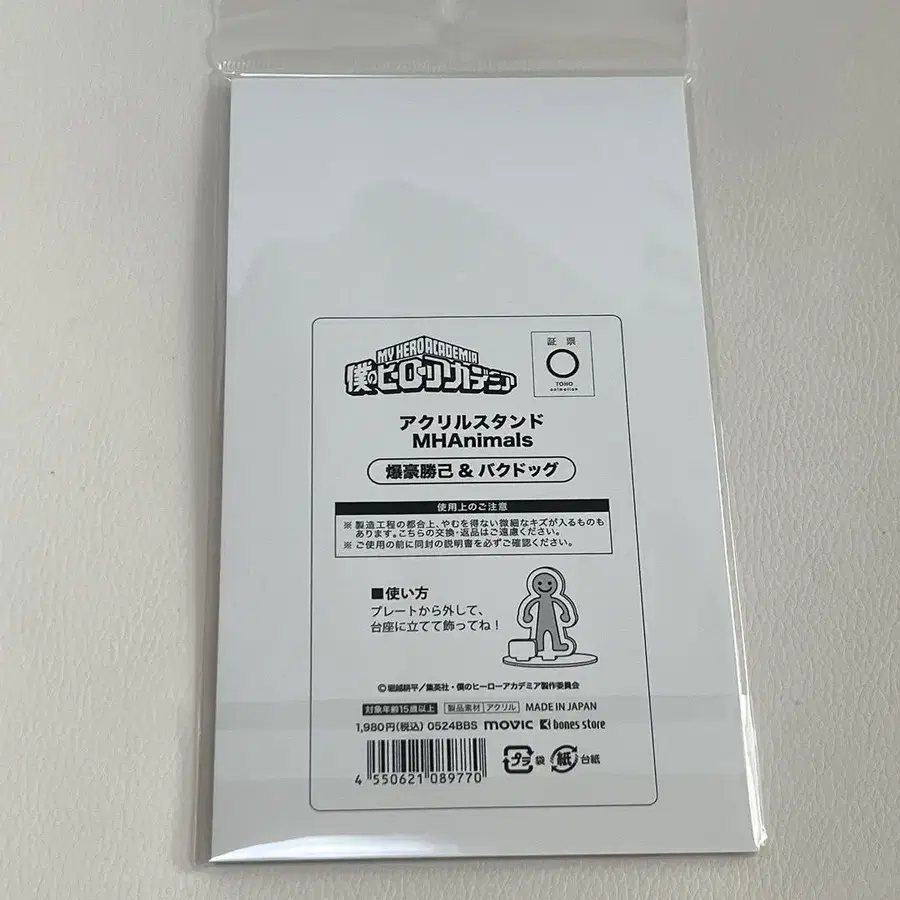 MY HERO ACADEMIA
僕のヒーローアカデミア
証 票
TOHO
animation
アクリルスタンド
MHAnimals
爆豪勝己 & バクドッグ
使用上のご注意
※ 製造工程の都合上、やむを得ない微細なキズが入るものも
あります。こちらの交換・返品はご遠慮ください。
※ ご使用の前に同封の説明書を必ずご確認ください。
■使い方
プレートから外して、
台座に立てて飾ってね！
©堀越耕平／集英社・僕のヒーローアカデミア製作委員会
対象年齢15歳以上 製品素材 アクリル MADE IN JAPAN
1,980円(税込) 0524BBS movic bones store
4 550621 089770
プラ 袋 紙 台紙